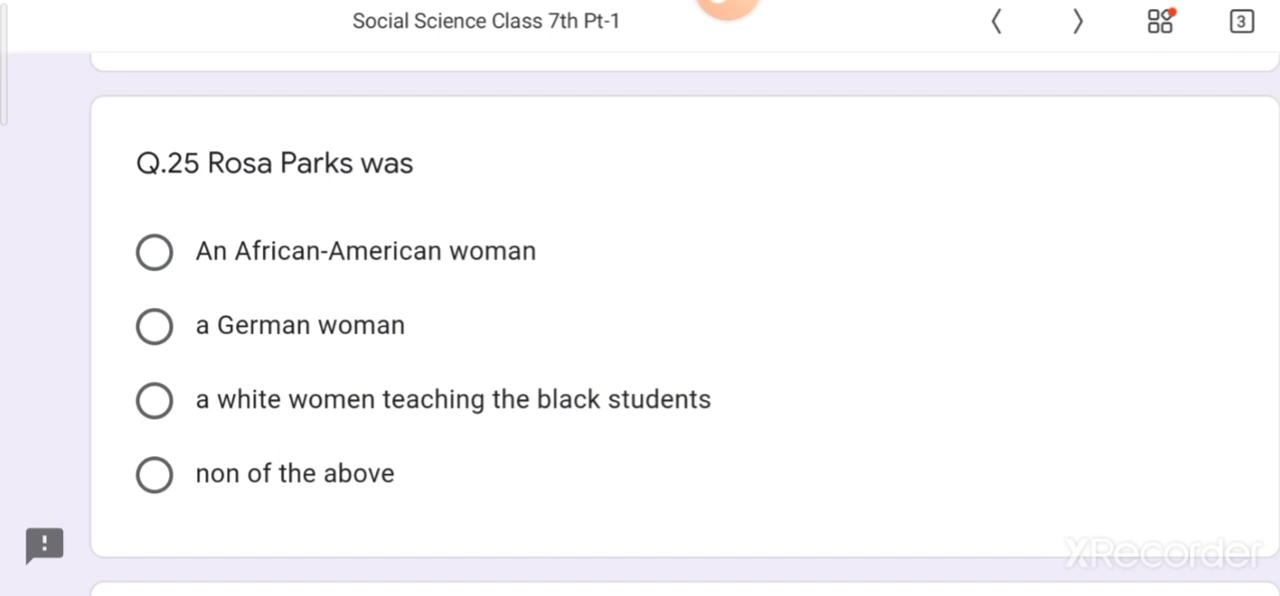 Social Science Class 7th Pt-1
3
Q.25 Rosa Parks was
An African-American woman
a German woman
a white women teaching the black students
non of the above
!
XRecorder